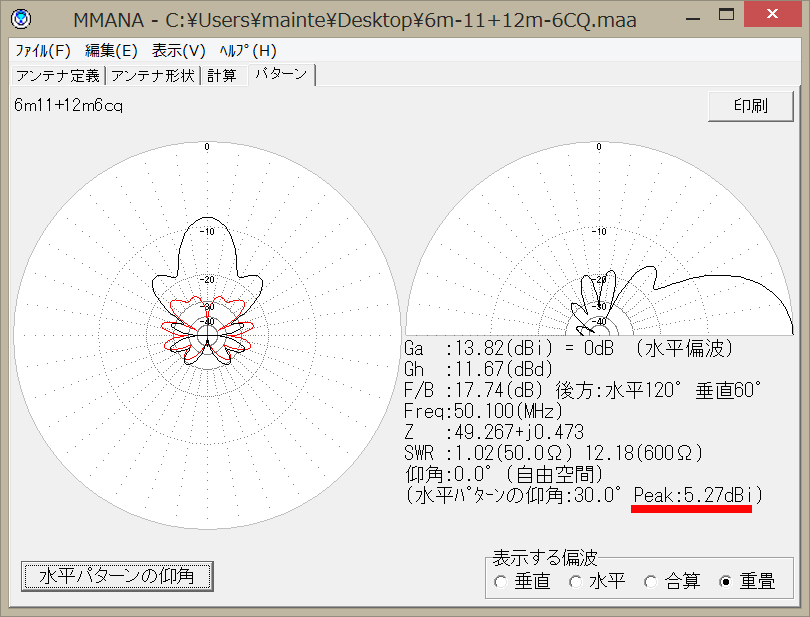 MMANA - C:¥Users¥mainte¥Desktop¥6m-11+12m-6CQ.maa
ﾌｧｲﾙ(F) 編集(E) 表示(V) ﾍﾙﾌﾟ(H)
アンテナ定義 アンテナ形状 計算 パターン
6m11+12m6cq
印刷
0
-10
-20
-30
-40
0
-10
-20
-30
-40
Ga :13.82(dBi) = 0dB (水平偏波)
Gh :11.67(dBd)
F/B :17.74(dB) 後方:水平120° 垂直60°
Freq:50.100(MHz)
Z :49.267+j0.473
SWR :1.02(50.0Ω) 12.18(600Ω)
仰角:0.0° (自由空間)
(水平ﾊﾟﾀｰﾝの仰角:30.0° Peak:5.27dBi)
水平パターンの仰角
表示する偏波
垂直 水平 合算 重畳